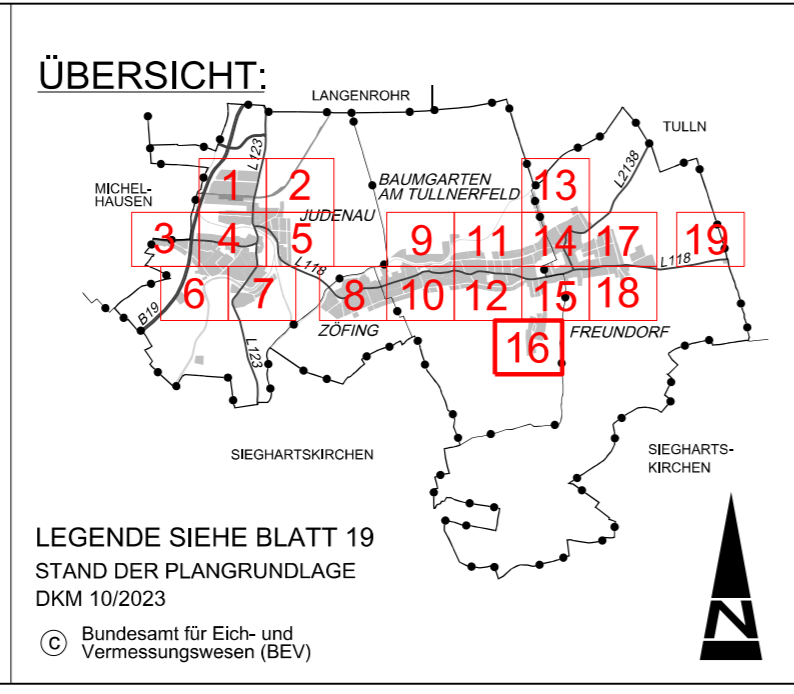 ÜBERSICHT:
LANGENROHR
TULLN
MICHEL-
HAUSEN
L123
L2138
1
2
BAUMGARTEN
AM TULLNERFELD
13
JUDENAU
3
4
5
9
11
14
17
19
L118
L118
6
7
8
10
12
15
18
B19
L123
ZÖFING
16
FREUNDORF
SIEGHARTSKIRCHEN
SIEGHARTS-
KIRCHEN
LEGENDE SIEHE BLATT 19
STAND DER PLANGRUNDLAGE
DKM 10/2023
© Bundesamt für Eich- und
Vermessungswesen (BEV)
N